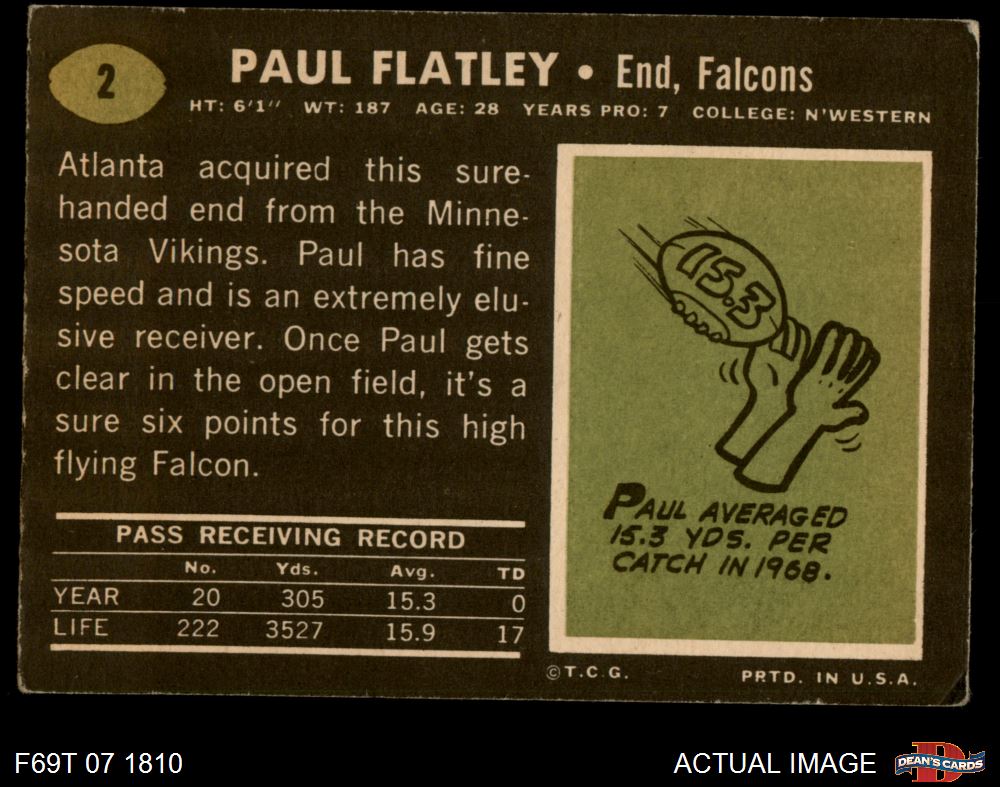 2
PAUL FLATLEY • End, Falcons
HT: 6'1" WT: 187 AGE: 28 YEARS PRO: 7 COLLEGE: N'WESTERN
Atlanta acquired this sure-
handed end from the Minne-
sota Vikings. Paul has fine
speed and is an extremely elu-
sive receiver. Once Paul gets
clear in the open field, it's a
sure six points for this high
flying Falcon.
PASS RECEIVING RECORD
No. Yds. Avg. TD
YEAR 20 305 15.3 0
LIFE 222 3527 15.9 17
15.3
PAUL AVERAGED
15.3 YDS. PER
CATCH IN 1968.
©T.C.G. PRTD. IN U.S.A.
F69T 07 1810
ACTUAL IMAGE
D
DEAN'S CARDS